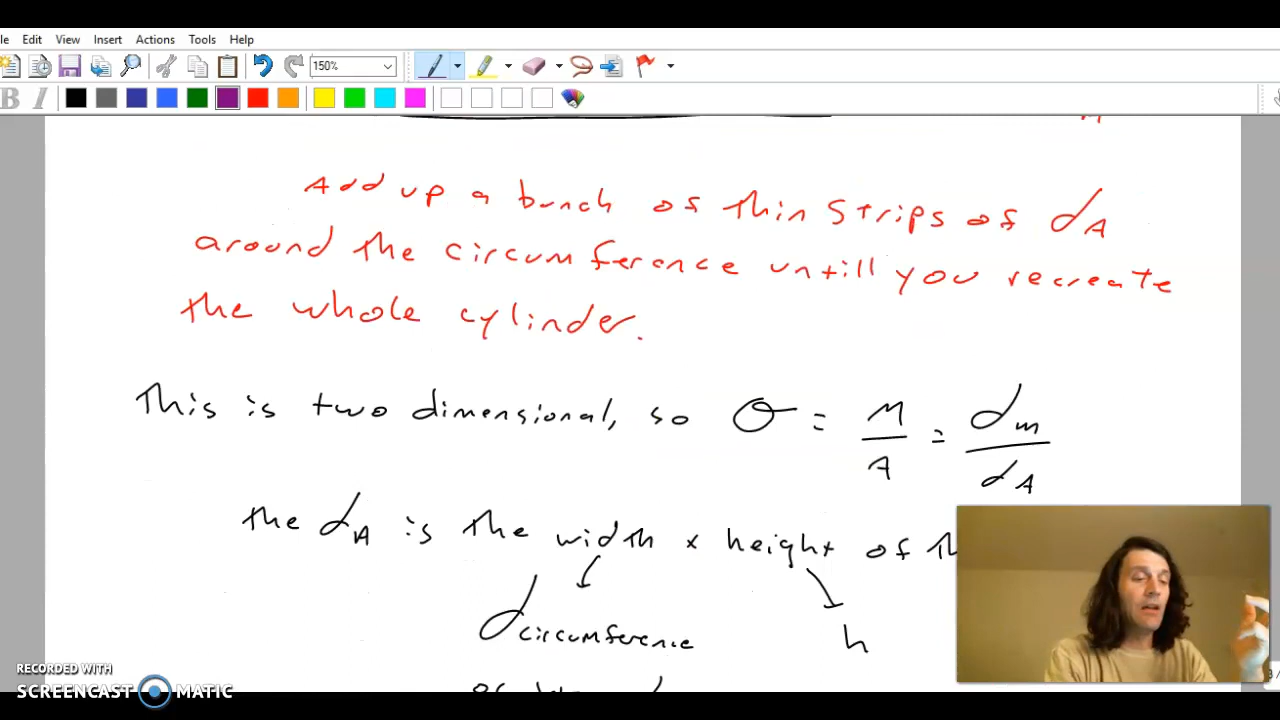 le Edit View Insert Actions Tools Help
150%
B I
M
Add up a bunch of thin strips of dA
around the circumference untill you recreate
the whole cylinder.
This is two dimensional, so σ = M/A = dm/dA
the dA is the width x height of th
dcircumference h
RECORDED WITH
SCREENCAST MATIC